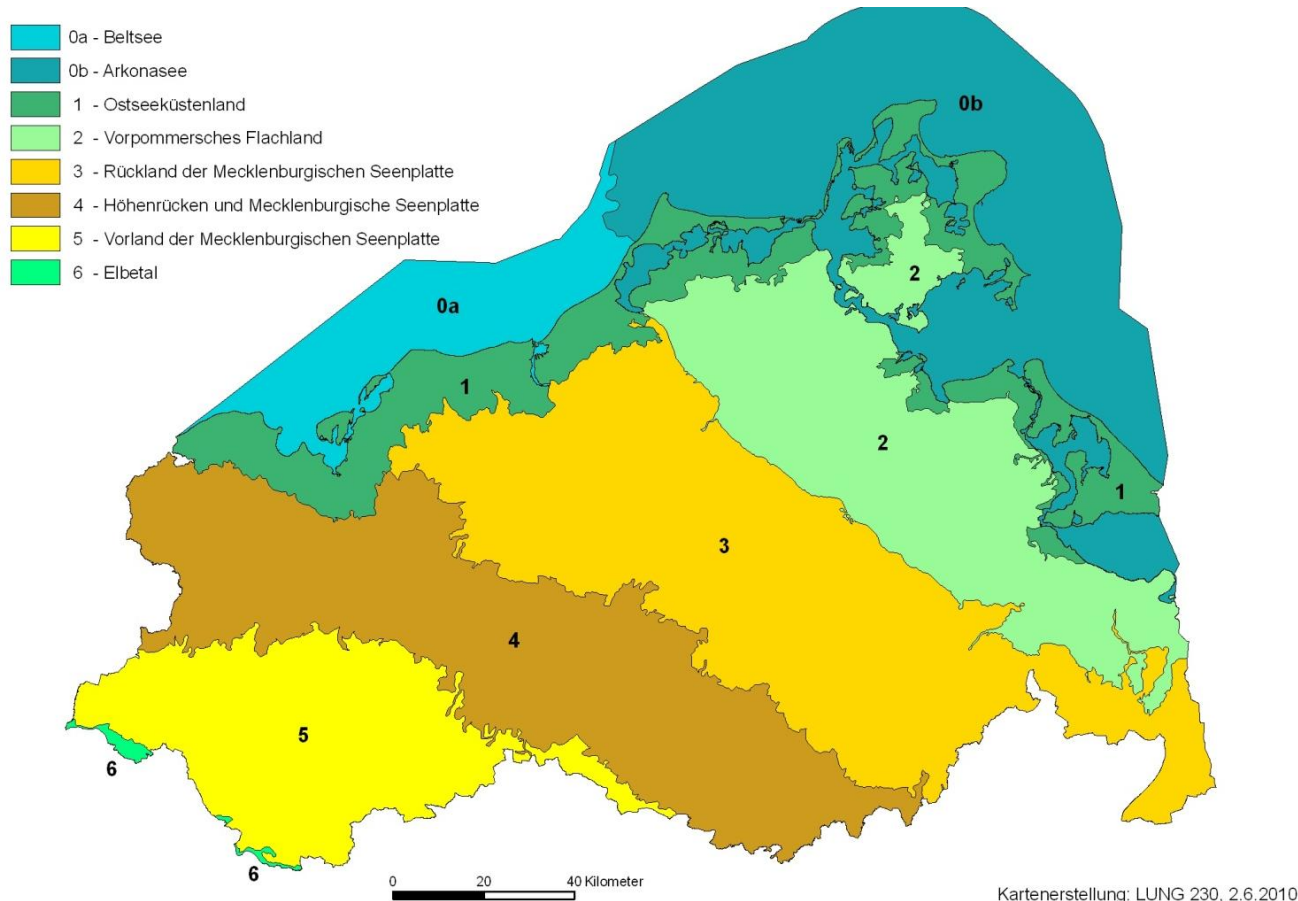 0a - Beltsee
0b - Arkonasee
1 - Ostseeküstenland
2 - Vorpommersches Flachland
3 - Rückland der Mecklenburgischen Seenplatte
4 - Höhenrücken und Mecklenburgische Seenplatte
5 - Vorland der Mecklenburgischen Seenplatte
6 - Elbetal
0b
2
0a
1
2
1
3
4
5
6
6
0 20 40 Kilometer
Kartenerstellung: LUNG 230, 2.6.2010